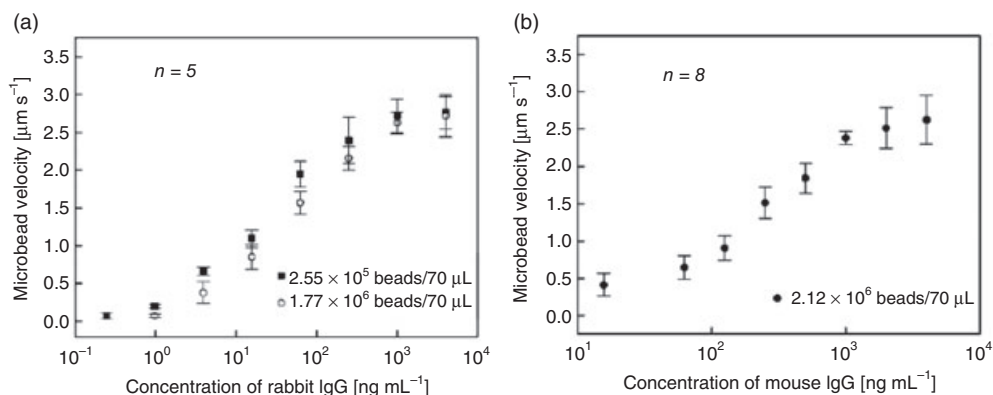 (a)
Microbead velocity [μm s⁻¹]
3.5
3.0
2.5
2.0
1.5
1.0
0.5
0.0
n = 5
2.55 × 10⁵ beads/70 μL
1.77 × 10⁶ beads/70 μL
10⁻¹ 10⁰ 10¹ 10² 10³ 10⁴
Concentration of rabbit IgG [ng mL⁻¹]
(b)
Microbead velocity [μm s⁻¹]
3.5
3.0
2.5
2.0
1.5
1.0
0.5
0.0
n = 8
2.12 × 10⁶ beads/70 μL
10¹ 10² 10³ 10⁴
Concentration of mouse IgG [ng mL⁻¹]